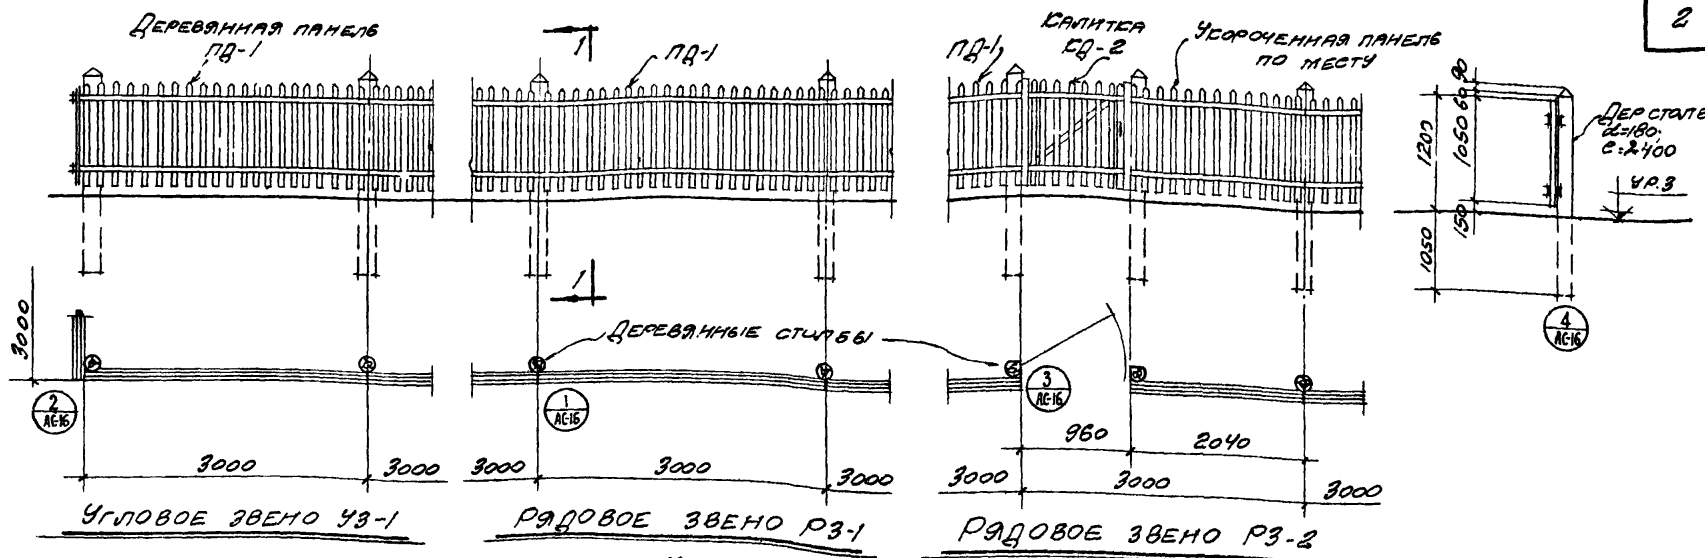 2
ДЕРЕВЯННАЯ ПАНЕЛЬ
ПД-1
1
ПД-1
ПД-1
КАЛИТКА
КД-2
УКОРОЧЕННАЯ ПАНЕЛЬ
ПО МЕСТУ
90
60
1050
1200
150
1050
ДЕР СТОЛБ
d=180;
e=2400
УР.З
4
АС-16
1
3000
ДЕРЕВЯННЫЕ СТОЛБЫ
2
АС-16
1
АС-16
3
АС-16
960
2040
3000
3000
3000
3000
3000
3000
3000
3000
УГЛОВОЕ ЗВЕНО УЗ-1
РЯДОВОЕ ЗВЕНО РЗ-1
РЯДОВОЕ ЗВЕНО РЗ-2